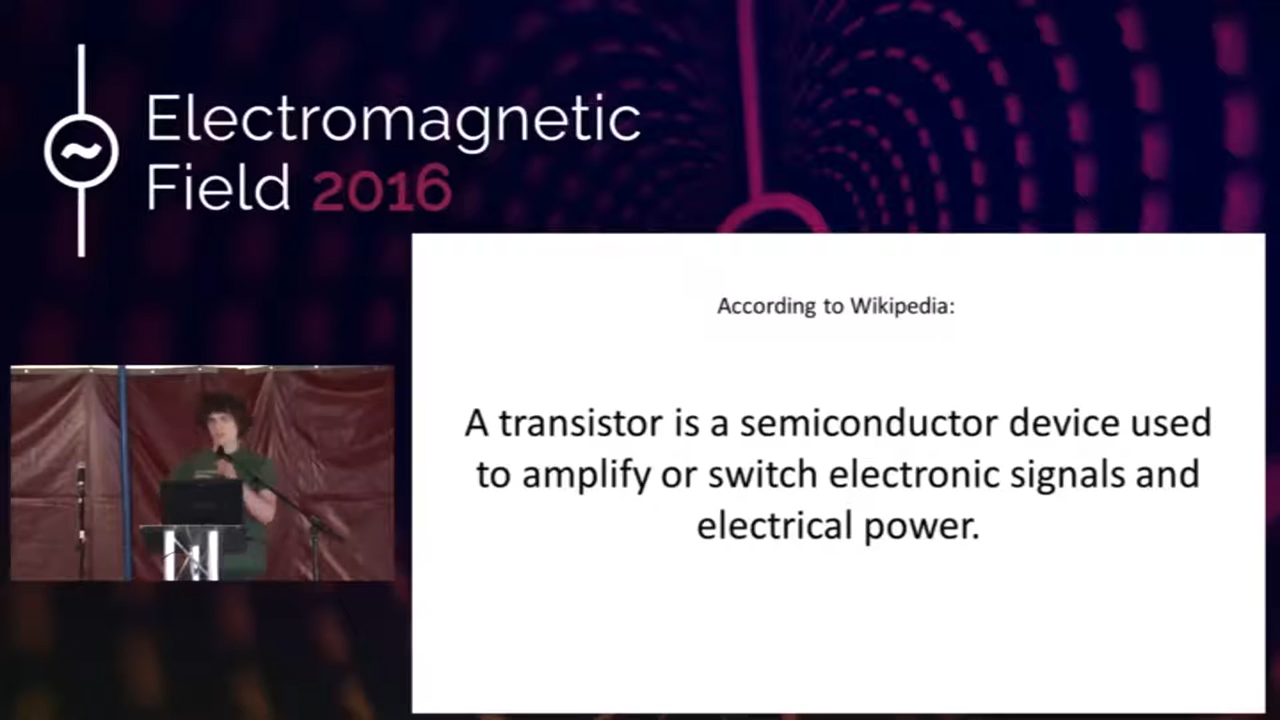 Electromagnetic
Field 2016
According to Wikipedia:
A transistor is a semiconductor device used
to amplify or switch electronic signals and
electrical power.